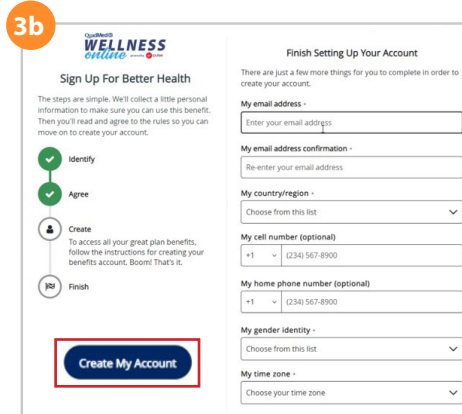 3b
QuadMed®
WELLNESS
online
Sign Up For Better Health
The steps are simple. We'll collect a little personal
information to make sure you can use this benefit.
Then you'll read and agree to the rules so you can
move on to create your account.
Identify
Agree
Create
To access all your great plan benefits,
follow the instructions for creating your
benefits account. Boom! That's it.
Finish
Create My Account
Finish Setting Up Your Account
There are just a few more things for you to complete in order to
create your account.
My email address
Enter your email address
My email address confirmation
Re-enter your email address
My country/region
Choose from this list
My cell number (optional)
+1 (234) 567-8900
My home phone number (optional)
+1 (234) 567-8900
My gender identity
Choose from this list
My time zone
Choose your time zone